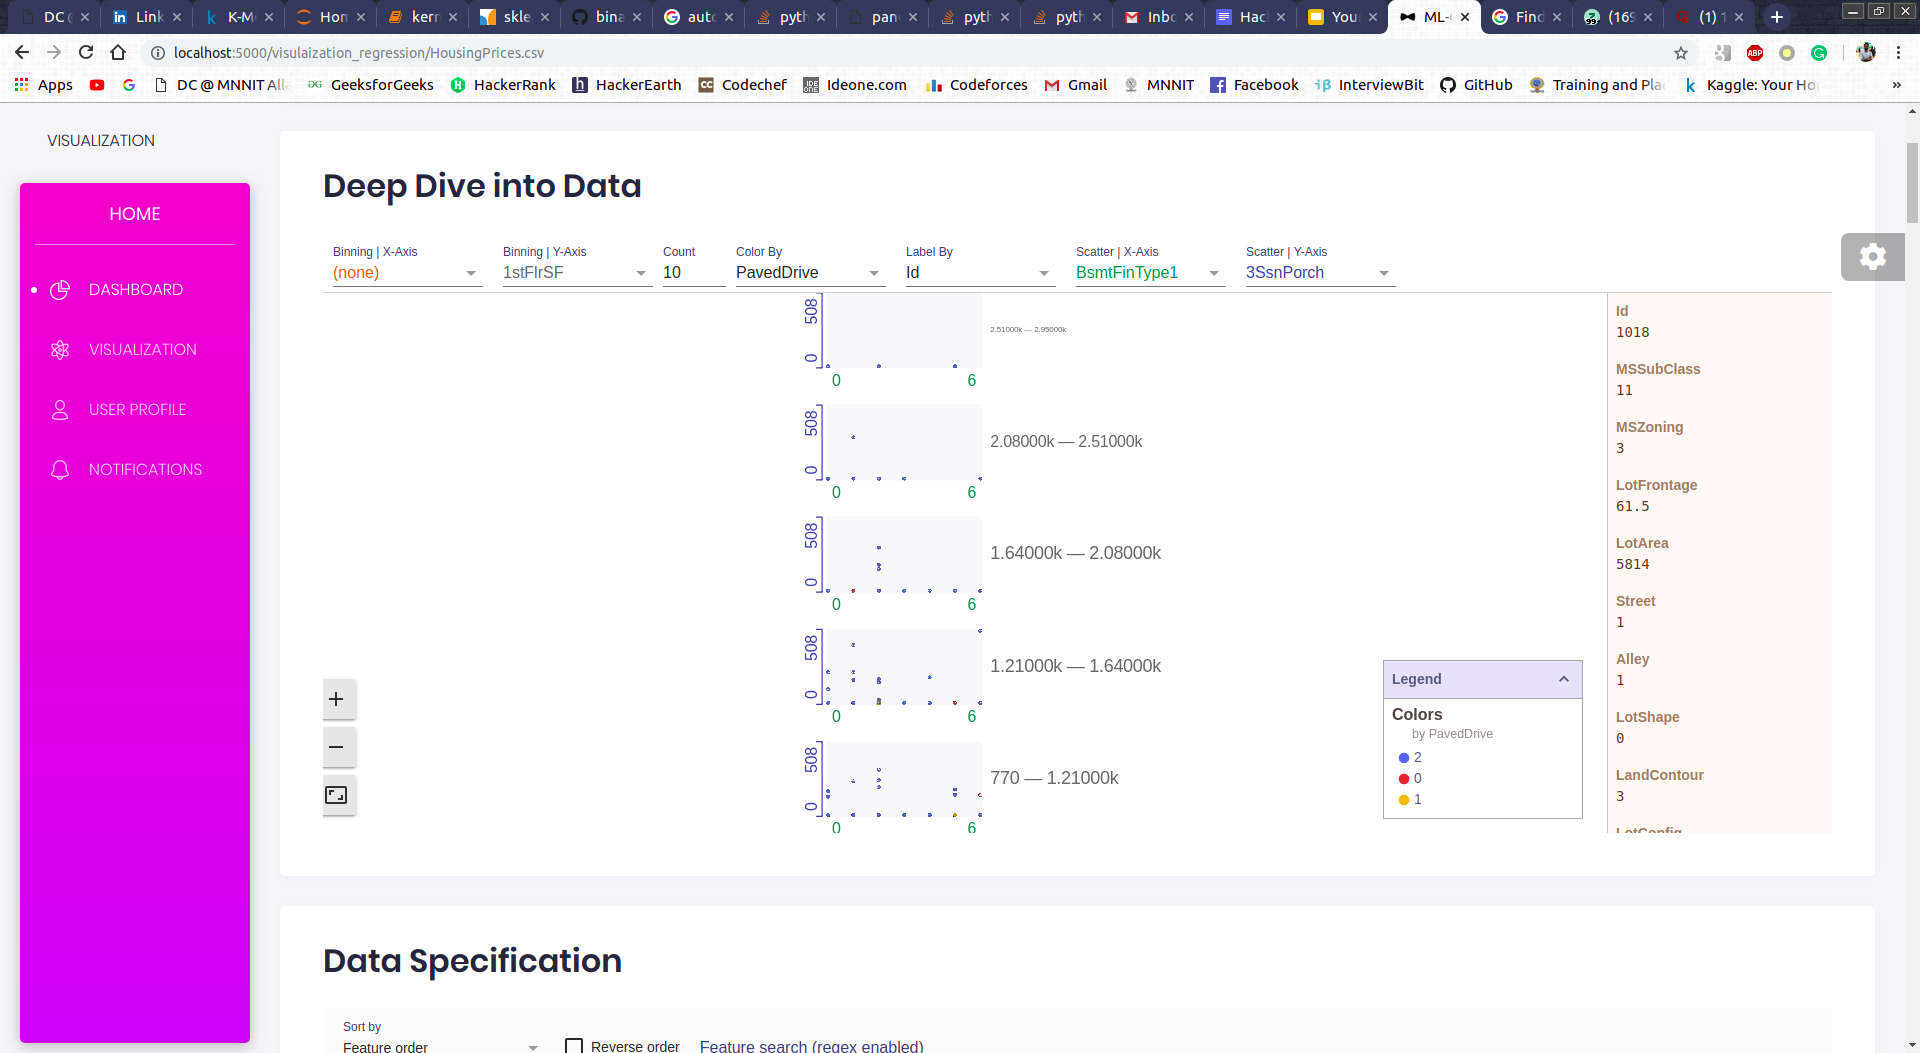 DC @
Link
K-M
Hon
kern
skle
bina
auto
pyth
pan
pyth
pyth
Inbo
Hac
You
ML-
Find
(169
(1) 1
localhost:5000/visulaization_regression/HousingPrices.csv
Apps
DC @ MNNIT Alla
GeeksforGeeks
HackerRank
HackerEarth
Codechef
Ideone.com
Codeforces
Gmail
MNNIT
Facebook
InterviewBit
GitHub
Training and Plac
Kaggle: Your Hom
»
VISUALIZATION
HOME
DASHBOARD
VISUALIZATION
USER PROFILE
NOTIFICATIONS
Deep Dive into Data
Binning | X-Axis
(none)
Binning | Y-Axis
1stFlrSF
Count
10
Color By
PavedDrive
Label By
Id
Scatter | X-Axis
BsmtFinType1
Scatter | Y-Axis
3SsnPorch
508
0
0 6
2.51000k — 2.95000k
508
0
0 6
2.08000k — 2.51000k
508
0
0 6
1.64000k — 2.08000k
508
0
0 6
1.21000k — 1.64000k
508
0
0 6
770 — 1.21000k
Legend
Colors
by PavedDrive
2
0
1
Id
1018
MSSubClass
11
MSZoning
3
LotFrontage
61.5
LotArea
5814
Street
1
Alley
1
LotShape
0
LandContour
3
LotConfig
Data Specification
Sort by
Feature order
Reverse order
Feature search (regex enabled)